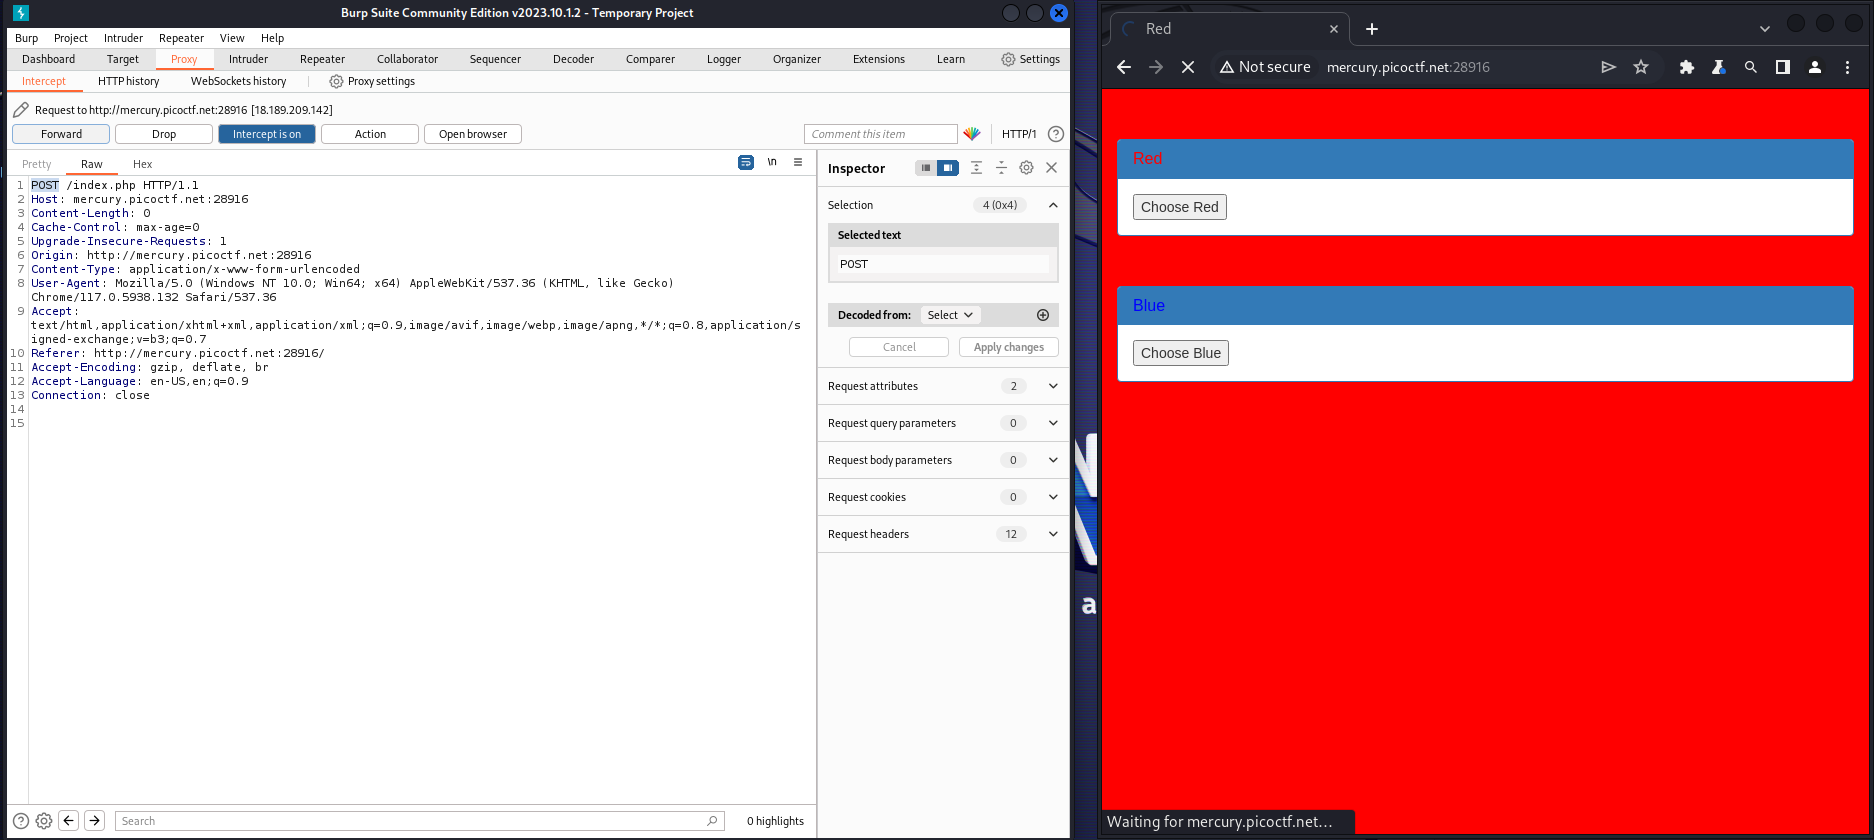 Burp Suite Community Edition v2023.10.1.2 - Temporary Project
Burp Project Intruder Repeater View Help
Dashboard Target Proxy Intruder Repeater Collaborator Sequencer Decoder Comparer Logger Organizer Extensions Learn Settings
Intercept HTTP history WebSockets history Proxy settings
Request to http://mercury.picoctf.net:28916 [18.189.209.142]
Forward Drop Intercept is on Action Open browser Comment this item HTTP/1 ?
Pretty Raw Hex \n
1 POST /index.php HTTP/1.1
2 Host: mercury.picoctf.net:28916
3 Content-Length: 0
4 Cache-Control: max-age=0
5 Upgrade-Insecure-Requests: 1
6 Origin: http://mercury.picoctf.net:28916
7 Content-Type: application/x-www-form-urlencoded
8 User-Agent: Mozilla/5.0 (Windows NT 10.0; Win64; x64) AppleWebKit/537.36 (KHTML, like Gecko)
Chrome/117.0.5938.132 Safari/537.36
9 Accept:
text/html,application/xhtml+xml,application/xml;q=0.9,image/avif,image/webp,image/apng,*/*;q=0.8,application/s
igned-exchange;v=b3;q=0.7
10 Referer: http://mercury.picoctf.net:28916/
11 Accept-Encoding: gzip, deflate, br
12 Accept-Language: en-US,en;q=0.9
13 Connection: close
14
15
? Search 0 highlights
Inspector
Selection 4 (0x4)
Selected text
POST
Decoded from: Select
Cancel Apply changes
Request attributes 2
Request query parameters 0
Request body parameters 0
Request cookies 0
Request headers 12
a
Red
Not secure mercury.picoctf.net:28916
Red
Choose Red
Blue
Choose Blue
Waiting for mercury.picoctf.net...